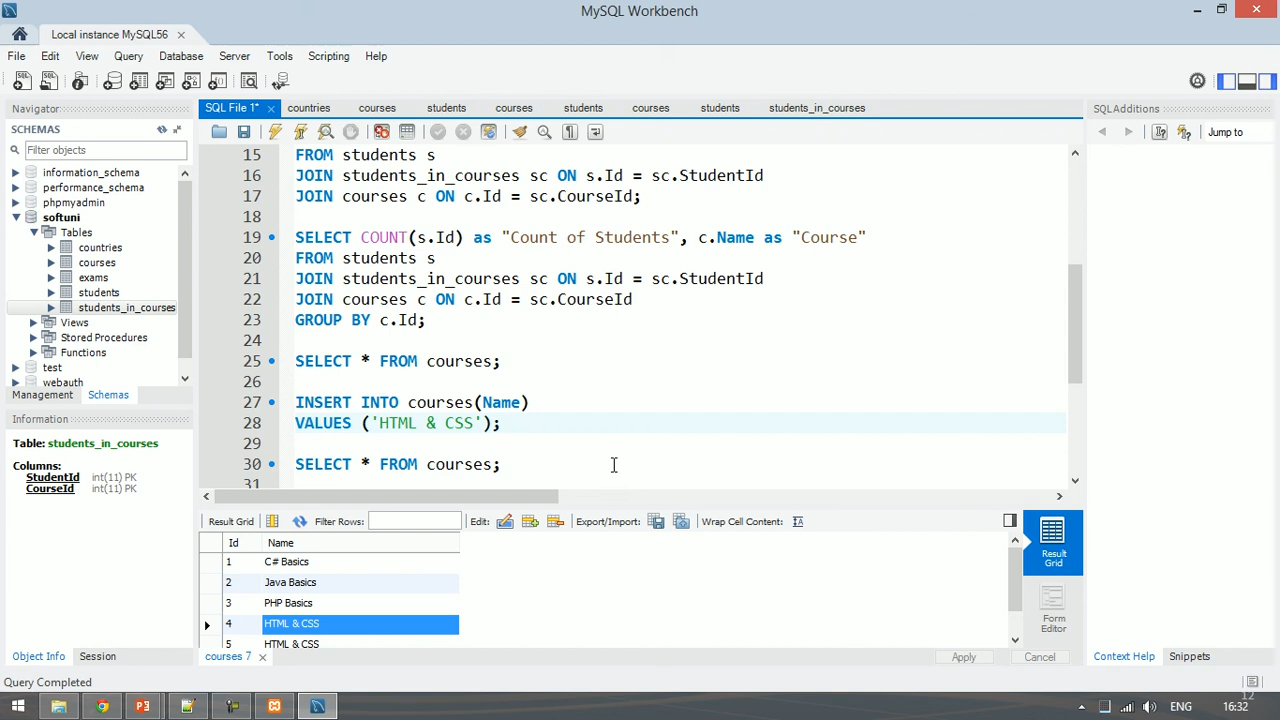 MySQL Workbench
Local instance MySQL56
File Edit View Query Database Server Tools Scripting Help
Navigator
SQL File 1* countries courses students courses students courses students students_in_courses
SQLAdditions
SCHEMAS
Jump to
Filter objects
information_schema
performance_schema
phpmyadmin
softuni
Tables
countries
courses
exams
students
students_in_courses
Views
Stored Procedures
Functions
test
webauth
Management Schemas
15 FROM students s
16 JOIN students_in_courses sc ON s.Id = sc.StudentId
17 JOIN courses c ON c.Id = sc.CourseId;
18
19 SELECT COUNT(s.Id) as "Count of Students", c.Name as "Course"
20 FROM students s
21 JOIN students_in_courses sc ON s.Id = sc.StudentId
22 JOIN courses c ON c.Id = sc.CourseId
23 GROUP BY c.Id;
24
25 SELECT * FROM courses;
26
27 INSERT INTO courses(Name)
28 VALUES ('HTML & CSS');
29
30 SELECT * FROM courses;
31
Information
Table: students_in_courses
Columns:
StudentId int(11) PK
CourseId int(11) PK
Object Info Session
Result Grid Filter Rows: Edit: Export/Import: Wrap Cell Content:
Id Name
1 C# Basics
2 Java Basics
3 PHP Basics
4 HTML & CSS
5 HTML & CSS
Result Grid
Form Editor
courses 7
Apply Cancel
Context Help Snippets
Query Completed
12
ENG 16:32